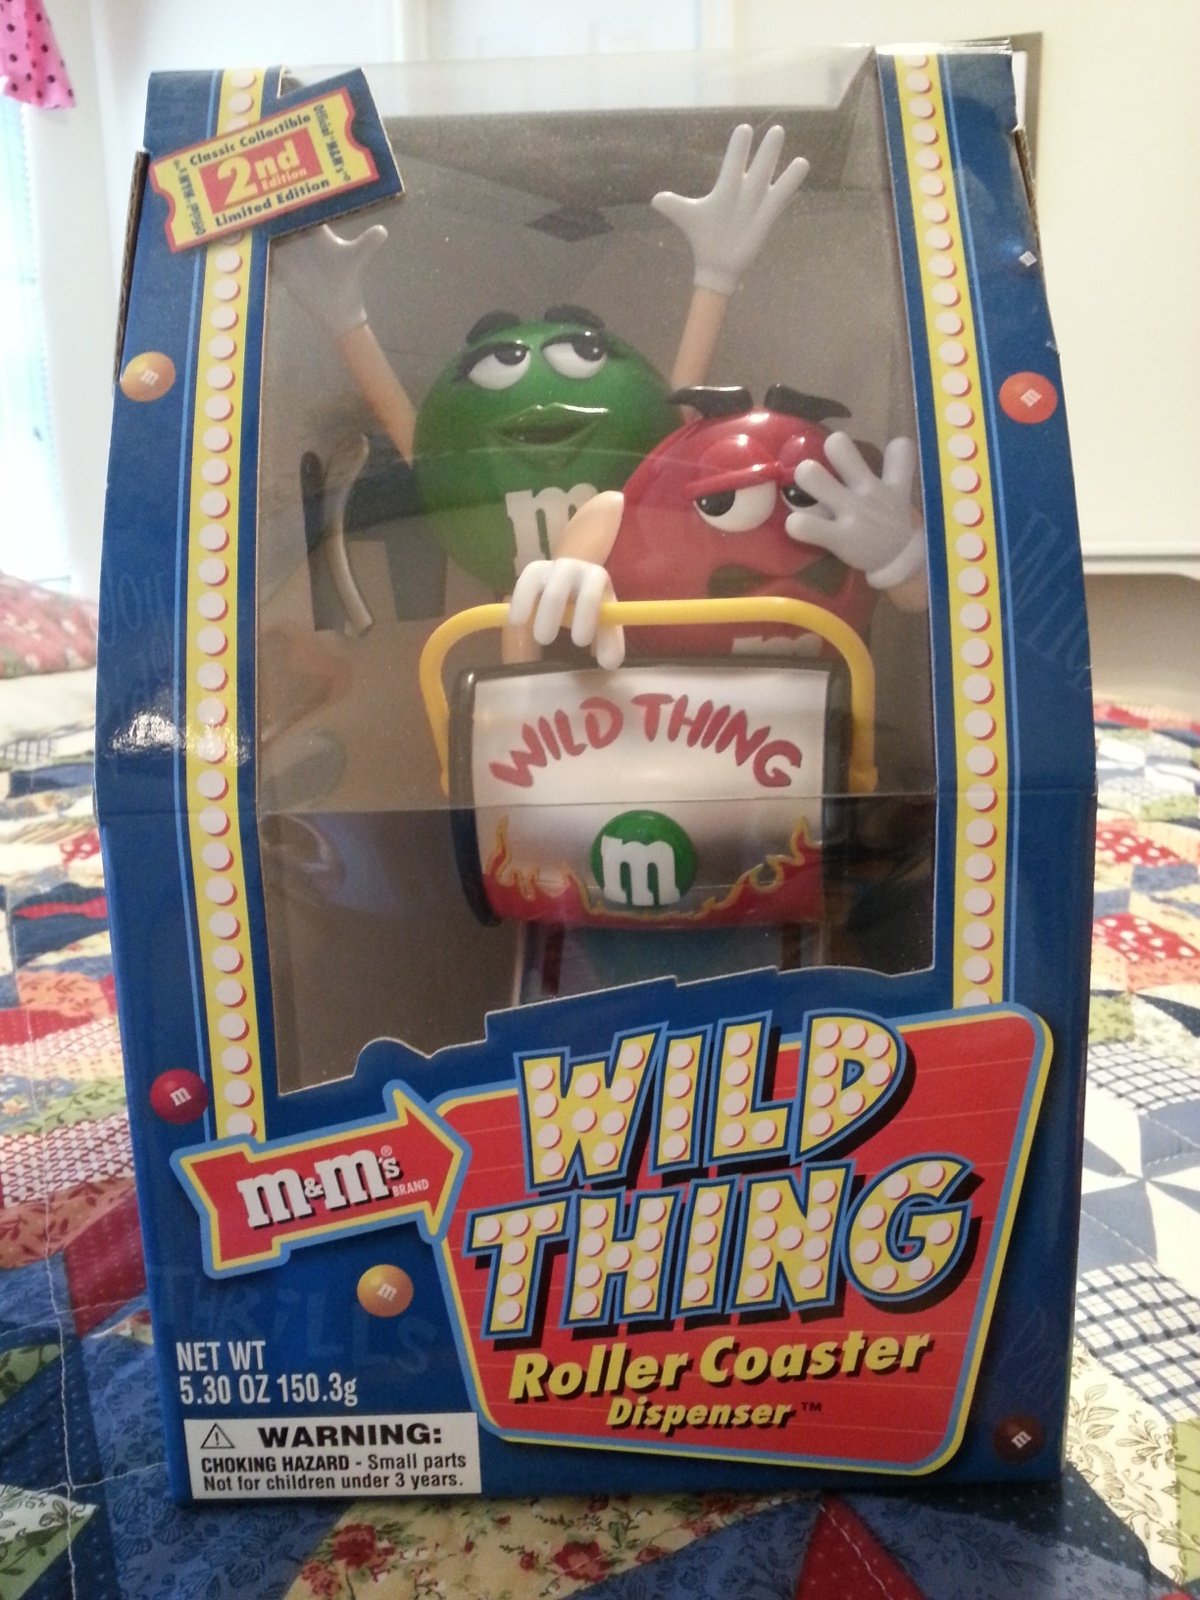 Classic Collectible
Official "M&M's"®
2nd
Edition
Limited Edition
Official "M&M's"
m
m
m
m
m
WILD THING
m
WILD
THING
m&m's®
BRAND
m
m
THRILLS
Roller Coaster
Dispenser™
NET WT
5.30 OZ 150.3g
WARNING:
CHOKING HAZARD - Small parts
Not for children under 3 years.
m